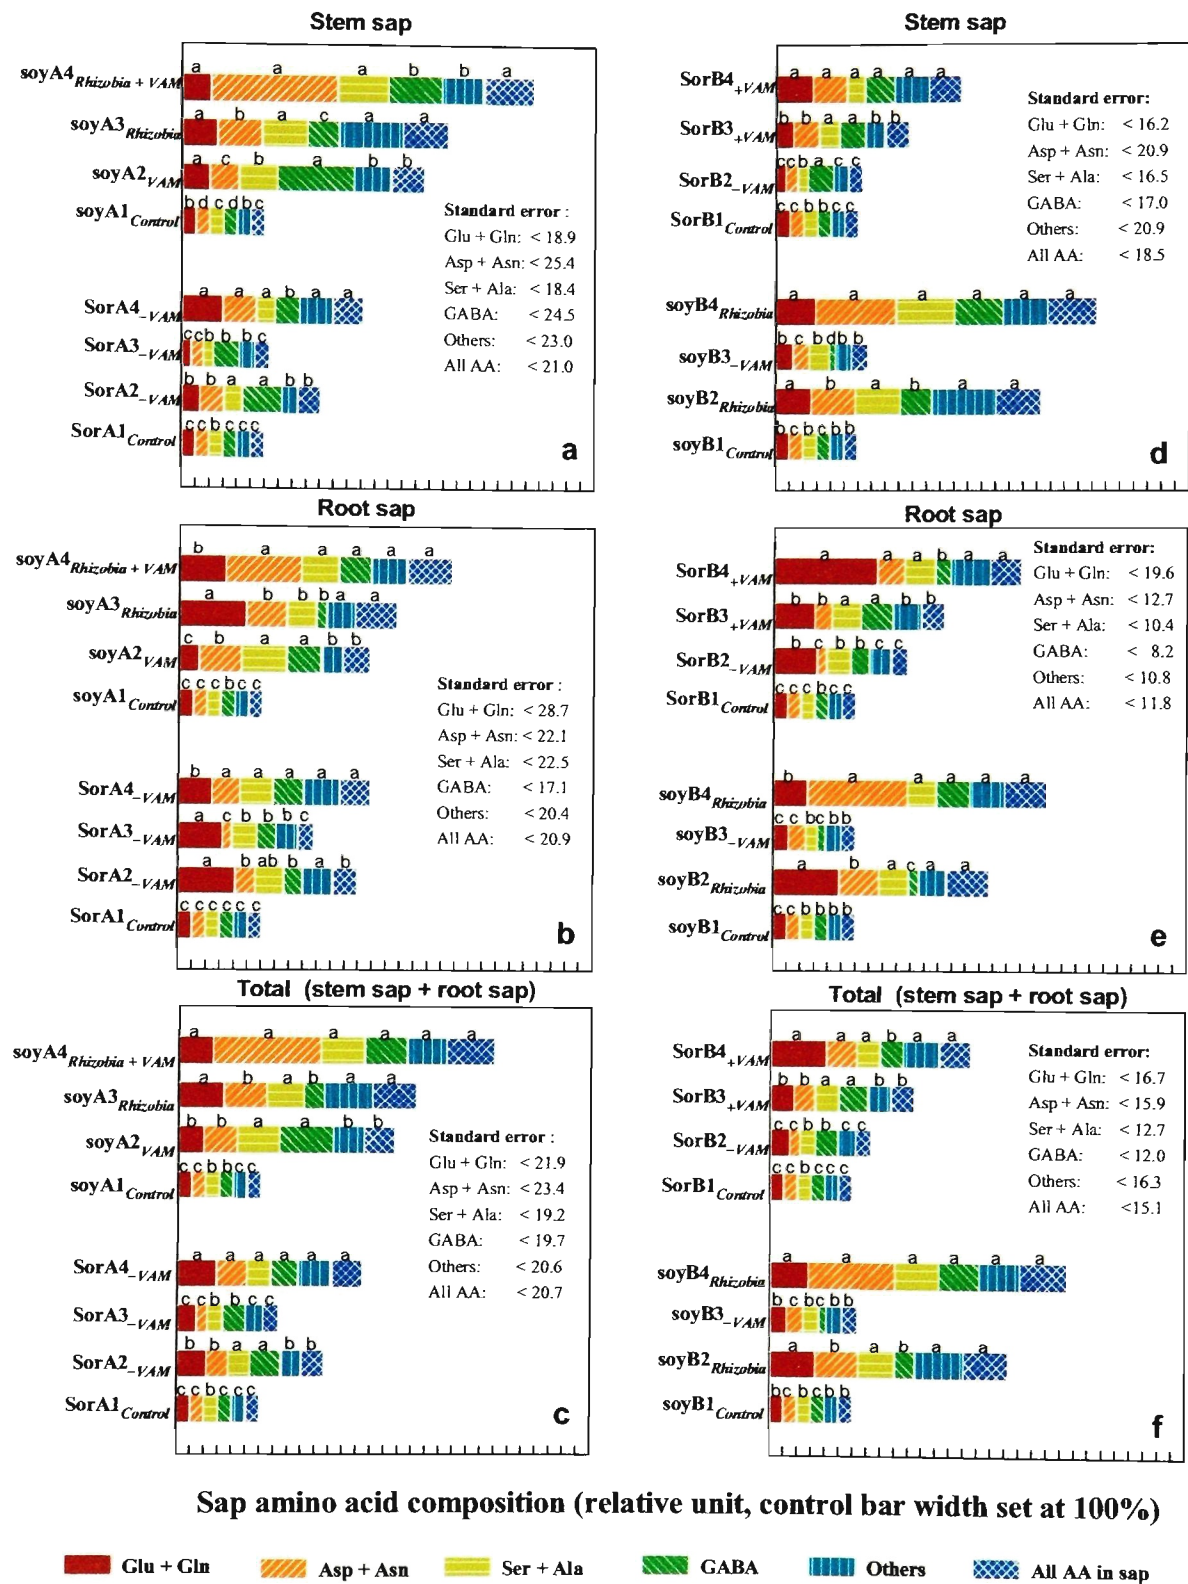 Stem sap
soyA4Rhizobia + VAM
a a a b b a
soyA3Rhizobia
a b a c a a
soyA2VAM
a c b a b b
soyA1Control
b d c d b c
Standard error :
Glu + Gln: < 18.9
Asp + Asn: < 25.4
Ser + Ala: < 18.4
GABA: < 24.5
Others: < 23.0
All AA: < 21.0
SorA4-VAM
a a a b a a
SorA3-VAM
c c b b b c
SorA2-VAM
b b a a b b
SorA1Control
c c b c c c
a
Root sap
soyA4Rhizobia + VAM
b a a a a a
soyA3Rhizobia
a b b b a a
soyA2VAM
c b a a b b
soyA1Control
c c c b c c
Standard error :
Glu + Gln: < 28.7
Asp + Asn: < 22.1
Ser + Ala: < 22.5
GABA: < 17.1
Others: < 20.4
All AA: < 20.9
SorA4-VAM
b a a a a a
SorA3-VAM
a c b b b c
SorA2-VAM
a b ab b a b
SorA1Control
c c c c c c
b
Total (stem sap + root sap)
soyA4Rhizobia + VAM
a a a a a a
soyA3Rhizobia
a b a b a a
soyA2VAM
b b a a b b
soyA1Control
c c b b c c
Standard error :
Glu + Gln: < 21.9
Asp + Asn: < 23.4
Ser + Ala: < 19.2
GABA: < 19.7
Others: < 20.6
All AA: < 20.7
SorA4-VAM
a a a a a a
SorA3-VAM
c c b b c c
SorA2-VAM
b b a a b b
SorA1Control
c c b c c c
c
Stem sap
SorB4+VAM
a a a a a a
SorB3+VAM
b b a a b b
SorB2-VAM
c c b a c c
SorB1Control
c c b b c c
Standard error:
Glu + Gln: < 16.2
Asp + Asn: < 20.9
Ser + Ala: < 16.5
GABA: < 17.0
Others: < 20.9
All AA: < 18.5
soyB4Rhizobia
a a a a a a
soyB3-VAM
b c b d b b
soyB2Rhizobia
a b a b a a
soyB1Control
b c b c b b
d
Root sap
SorB4+VAM
a a a b a a
SorB3+VAM
b b a a b b
SorB2-VAM
b c b b c c
SorB1Control
c c c b c c
Standard error:
Glu + Gln: < 19.6
Asp + Asn: < 12.7
Ser + Ala: < 10.4
GABA: < 8.2
Others: < 10.8
All AA: < 11.8
soyB4Rhizobia
b a a a a a
soyB3-VAM
c c b c b b
soyB2Rhizobia
a b a c a a
soyB1Control
c c b b b b
e
Total (stem sap + root sap)
SorB4+VAM
a a a b a a
SorB3+VAM
b b a a b b
SorB2-VAM
c c b b c c
SorB1Control
c c b c c c
Standard error:
Glu + Gln: < 16.7
Asp + Asn: < 15.9
Ser + Ala: < 12.7
GABA: < 12.0
Others: < 16.3
All AA: <15.1
soyB4Rhizobia
a a a a a a
soyB3-VAM
b c b c b b
soyB2Rhizobia
a b a b a a
soyB1Control
b c b c b b
f
Sap amino acid composition (relative unit, control bar width set at 100%)
Glu + Gln Asp + Asn Ser + Ala GABA Others All AA in sap